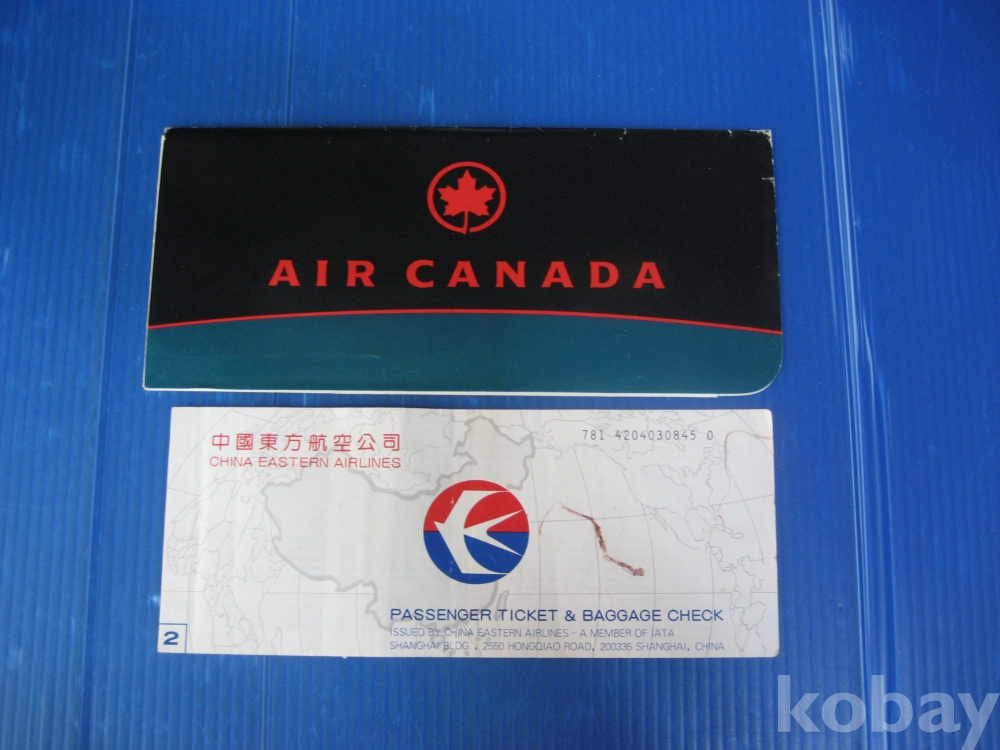 AIR CANADA
中國東方航空公司
CHINA EASTERN AIRLINES
781 4204030845 0
PASSENGER TICKET & BAGGAGE CHECK
ISSUED BY CHINA EASTERN AIRLINES - A MEMBER OF IATA
SHANGHAI BLDG., 2550 HONGQIAO ROAD, 200335 SHANGHAI, CHINA
2
kobay